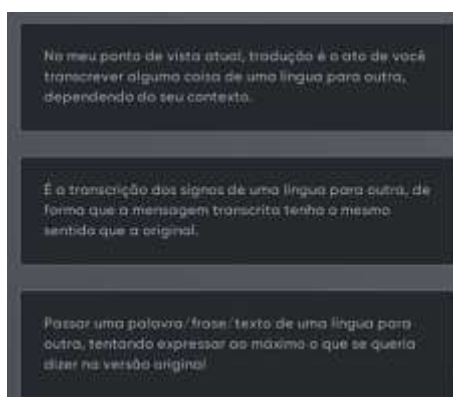 No meu ponto de vista atual, tradução é o ato de você
transcrever alguma coisa de uma língua para outra,
dependendo do seu contexto.
É a transcrição dos signos de uma língua para outra, de
forma que a mensagem transcrita tenha o mesmo
sentido que a original.
Passar uma palavra/frase/texto de uma língua para
outra, tentando expressar ao máximo o que se queria
dizer na versão original